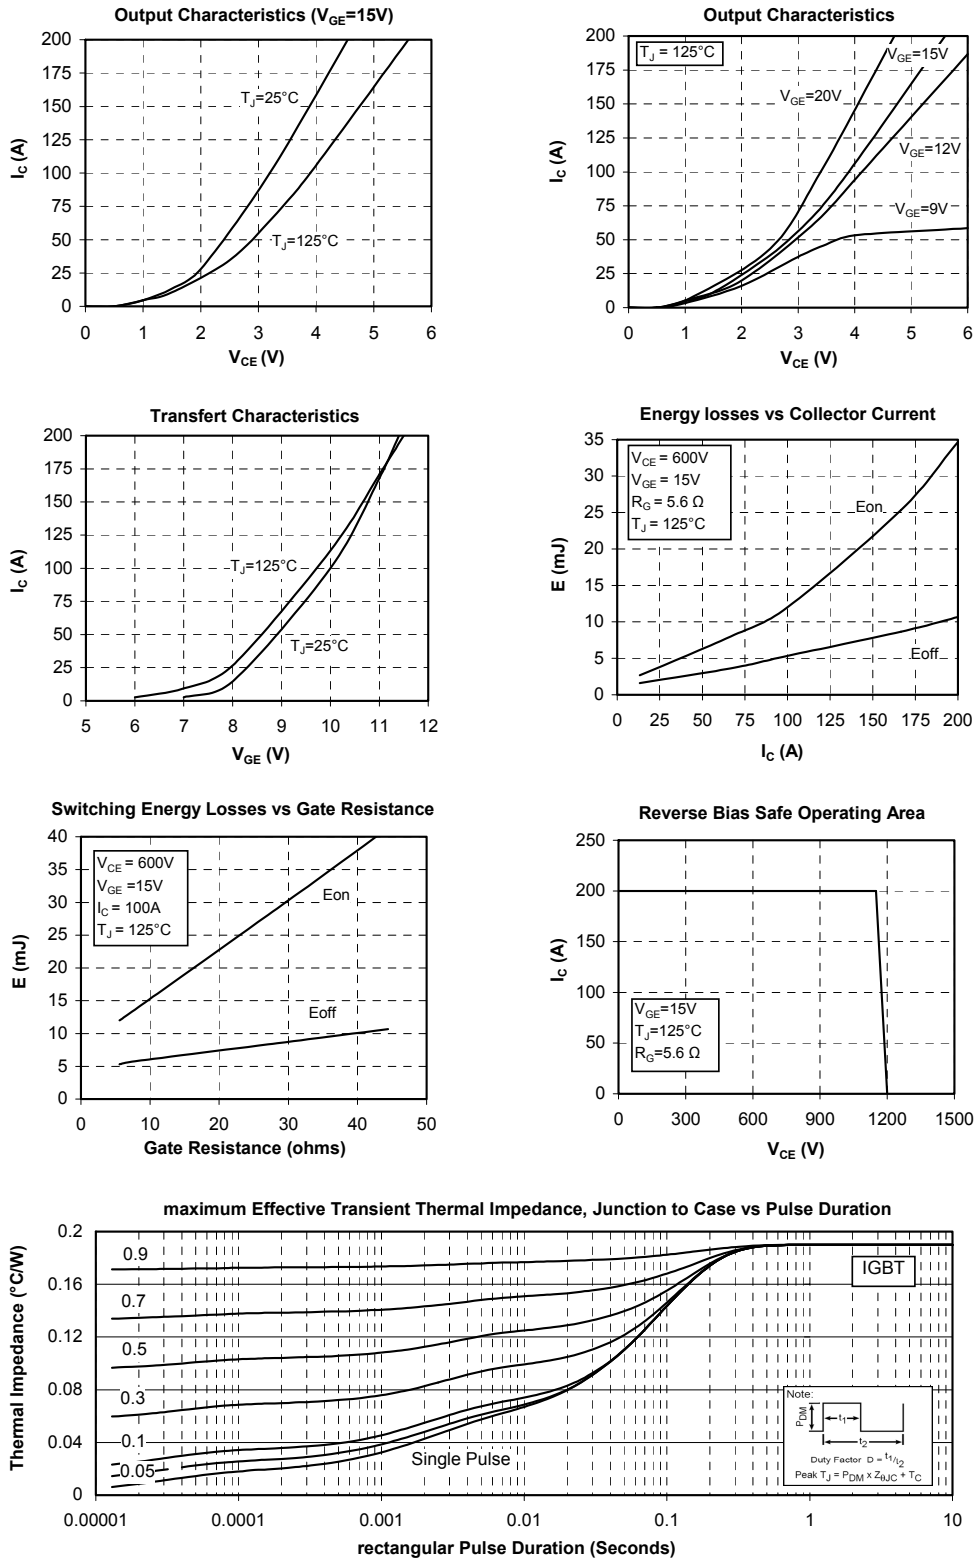 Output Characteristics (VGE=15V)
200
175
150
125
100
75
50
25
0
IC (A)
TJ=25°C
TJ=125°C
0 1 2 3 4 5 6
VCE (V)
Output Characteristics
200
175
150
125
100
75
50
25
0
IC (A)
TJ = 125°C
VGE=15V
VGE=20V
VGE=12V
VGE=9V
0 1 2 3 4 5 6
VCE (V)
Transfert Characteristics
200
175
150
125
100
75
50
25
0
IC (A)
TJ=125°C
TJ=25°C
5 6 7 8 9 10 11 12
VGE (V)
Energy losses vs Collector Current
35
30
25
20
15
10
5
0
E (mJ)
VCE = 600V
VGE = 15V
RG = 5.6 Ω
TJ = 125°C
Eon
Eoff
0 25 50 75 100 125 150 175 200
IC (A)
Switching Energy Losses vs Gate Resistance
40
35
30
25
20
15
10
5
0
E (mJ)
VCE = 600V
VGE =15V
IC = 100A
TJ = 125°C
Eon
Eoff
0 10 20 30 40 50
Gate Resistance (ohms)
Reverse Bias Safe Operating Area
250
200
150
100
50
0
IC (A)
VGE=15V
TJ=125°C
RG=5.6 Ω
0 300 600 900 1200 1500
VCE (V)
maximum Effective Transient Thermal Impedance, Junction to Case vs Pulse Duration
0.2
0.16
0.12
0.08
0.04
0
Thermal Impedance (°C/W)
0.9
0.7
0.5
0.3
0.1
0.05
Single Pulse
IGBT
Note:
PDM
t1
t2
Duty Factor D = t1/t2
Peak TJ = PDM x ZθJC + TC
0.00001 0.0001 0.001 0.01 0.1 1 10
rectangular Pulse Duration (Seconds)